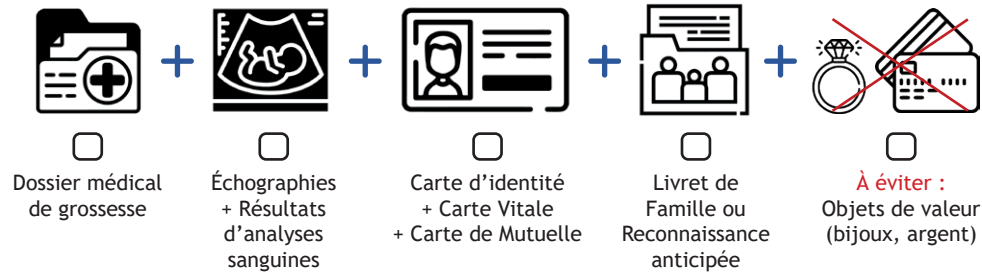 Dossier médical
de grossesse
Échographies
+ Résultats
d’analyses
sanguines
Carte d’identité
+ Carte Vitale
+ Carte de Mutuelle
Livret de
Famille ou
Reconnaissance
anticipée
À éviter :
Objets de valeur
(bijoux, argent)